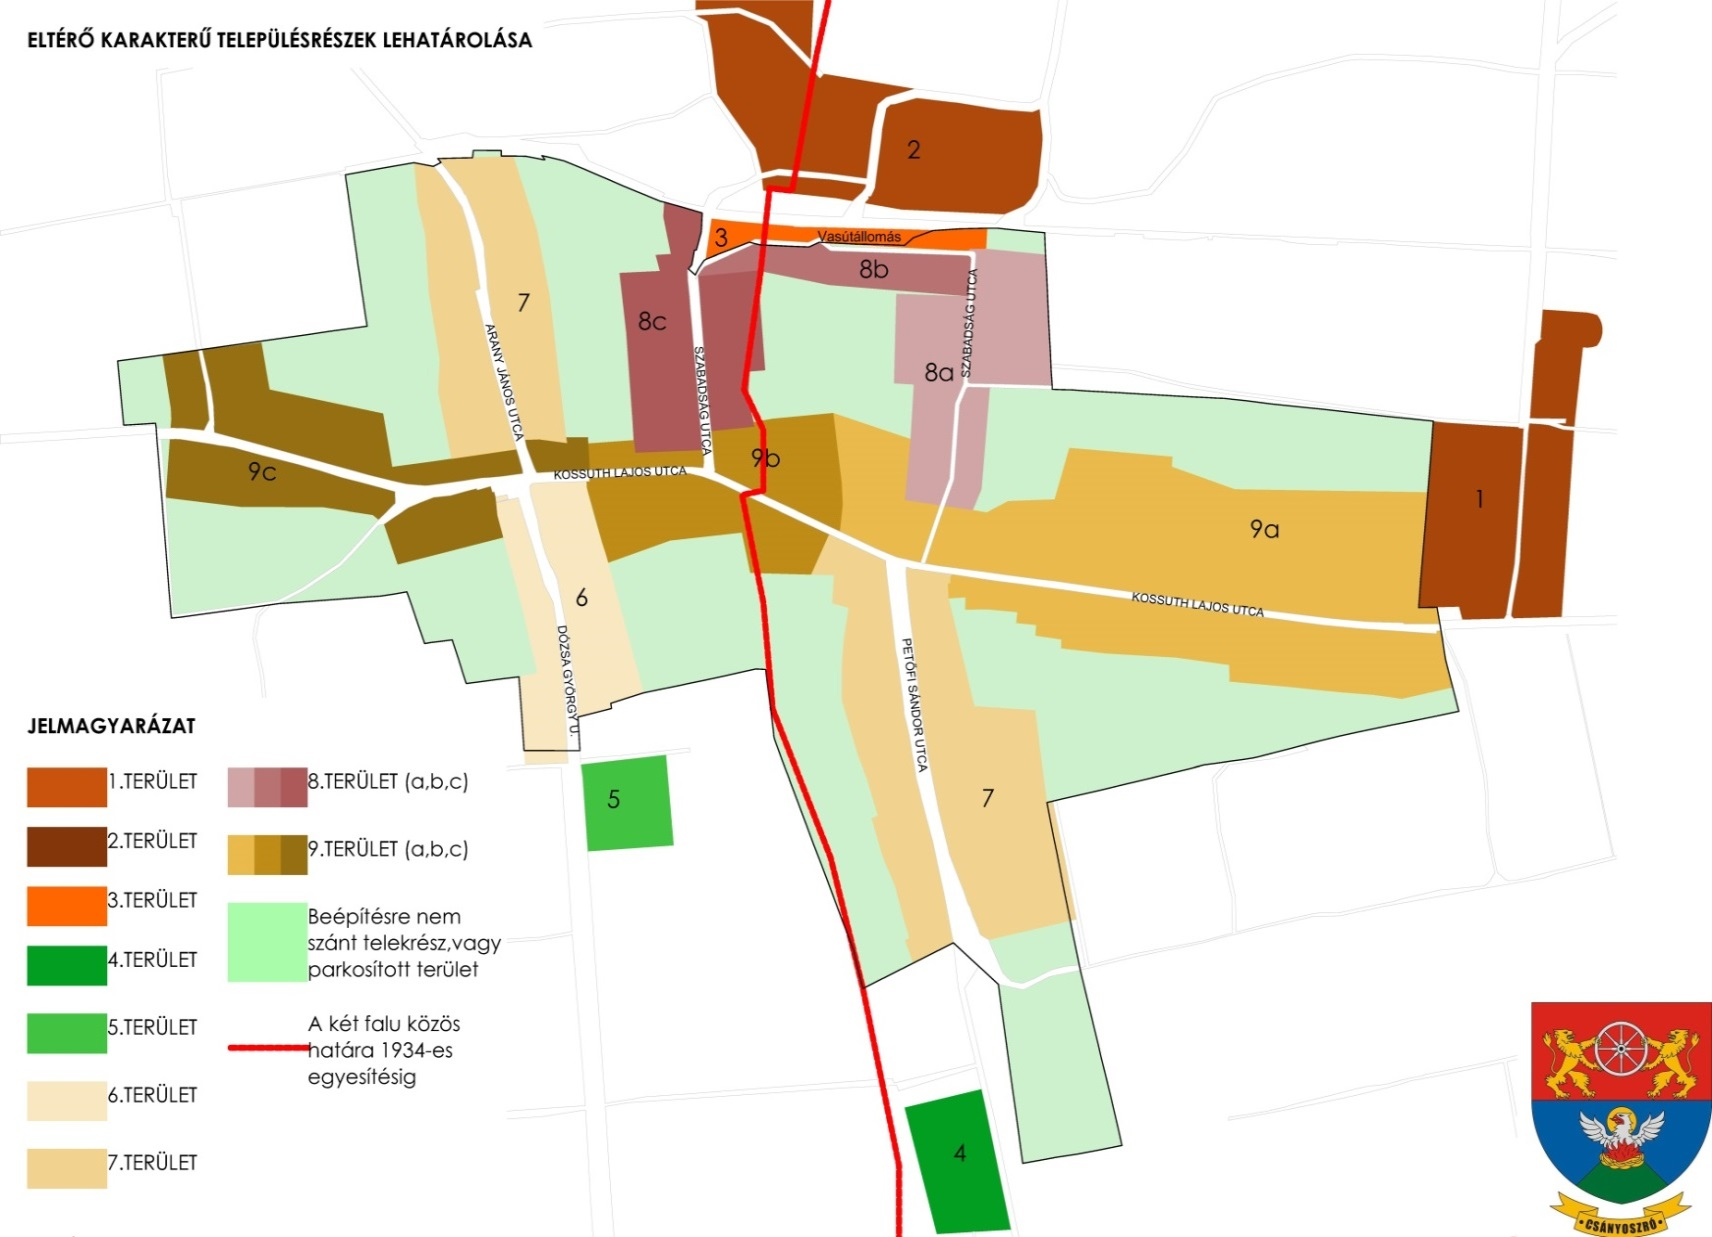 ELTÉRŐ KARAKTERŰ TELEPÜLÉSRÉSZEK LEHATÁROLÁSA
2
3
Vasútállomás
8b
7
8c
8a
SZABADSÁG UTCA
SZABADSÁG UTCA
ARANY JÁNOS UTCA
9c
9b
KOSSUTH LAJOS UTCA
1
9a
6
KOSSUTH LAJOS UTCA
DÓZSA GYÖRGY U.
PETŐFI SÁNDOR UTCA
5
7
4
JELMAGYARÁZAT
1.TERÜLET
2.TERÜLET
3.TERÜLET
4.TERÜLET
5.TERÜLET
6.TERÜLET
7.TERÜLET
8.TERÜLET (a,b,c)
9.TERÜLET (a,b,c)
Beépítésre nem
szánt telekrész,vagy
parkosított terület
A két falu közös
határa 1934-es
egyesítésig
•CSÁNYOSZRÓ•